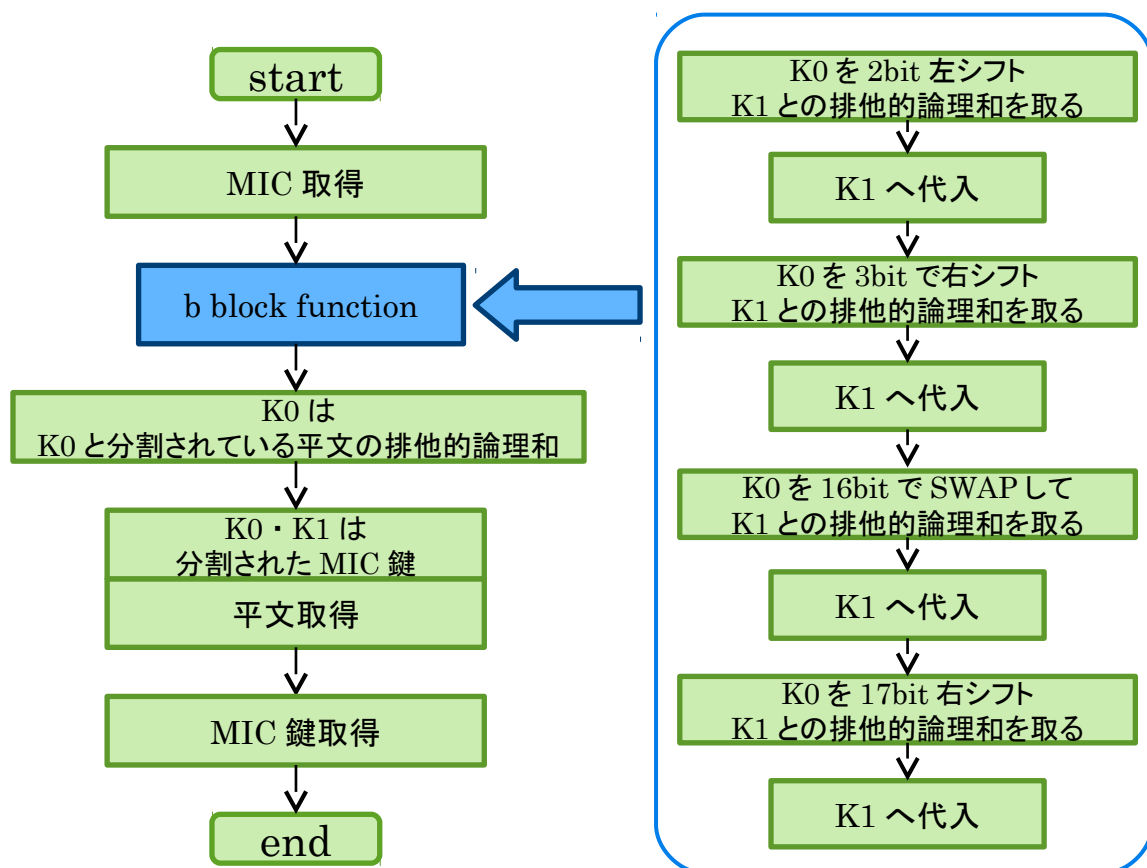 start
MIC 取得
b block function
K0 は
K0 と分割されている平文の排他的論理和
K0・K1 は
分割された MIC 鍵
平文取得
MIC 鍵取得
end
K0 を 2bit 左シフト
K1 との排他的論理和を取る
K1 へ代入
K0 を 3bit で右シフト
K1 との排他的論理和を取る
K1 へ代入
K0 を 16bit で SWAP して
K1 との排他的論理和を取る
K1 へ代入
K0 を 17bit 右シフト
K1 との排他的論理和を取る
K1 へ代入